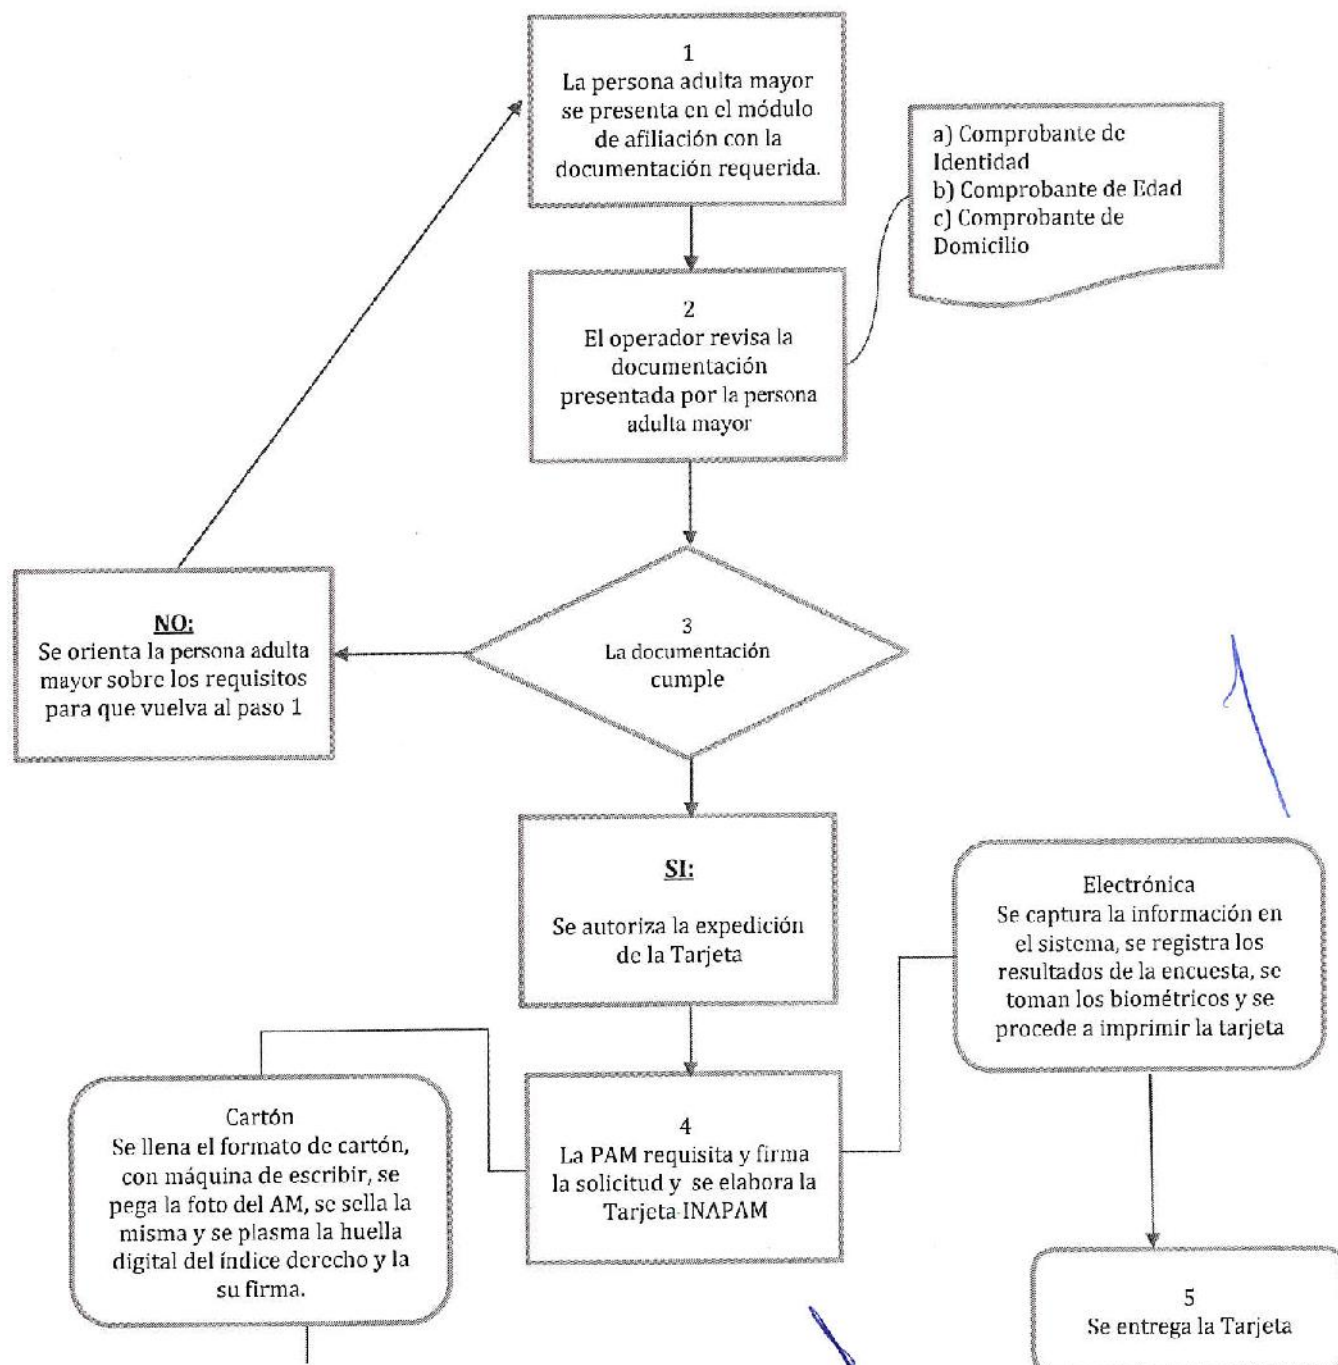 1
La persona adulta mayor
se presenta en el módulo
de afiliación con la
documentación requerida.
a) Comprobante de
Identidad
b) Comprobante de Edad
c) Comprobante de
Domicilio
2
El operador revisa la
documentación
presentada por la persona
adulta mayor
3
La documentación
cumple
NO:
Se orienta la persona adulta
mayor sobre los requisitos
para que vuelva al paso 1
SI:
Se autoriza la expedición
de la Tarjeta
Electrónica
Se captura la información en
el sistema, se registra los
resultados de la encuesta, se
toman los biométricos y se
procede a imprimir la tarjeta
4
La PAM requisita y firma
la solicitud y se elabora la
Tarjeta INAPAM
Cartón
Se llena el formato de cartón,
con máquina de escribir, se
pega la foto del AM, se sella la
misma y se plasma la huella
digital del índice derecho y la
su firma.
5
Se entrega la Tarjeta